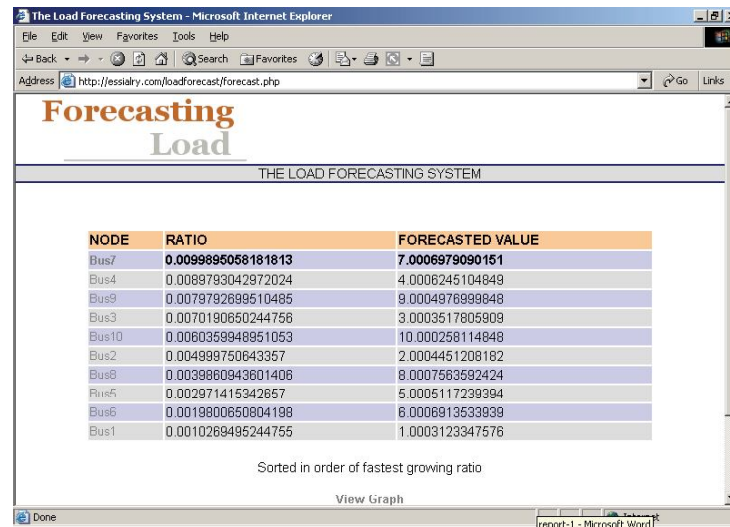 The Load Forecasting System - Microsoft Internet Explorer
File Edit View Favorites Tools Help
Back Search Favorites
Address http://essialry.com/loadforecast/forecast.php Go Links
Forecasting
Load
THE LOAD FORECASTING SYSTEM
NODE RATIO FORECASTED VALUE
Bus7 0.0099895058181813 7.0006979090151
Bus4 0.0089793042972024 4.0006245104849
Bus9 0.0079792699510485 9.0004976999848
Bus3 0.0070190650244756 3.0003517805909
Bus10 0.0060359948951053 10.000258114848
Bus2 0.004999750643357 2.0004451208182
Bus8 0.0039860943601406 8.0007563592424
Bus5 0.002971415342657 5.0005117239394
Bus6 0.0019800650804198 6.0006913533939
Bus1 0.0010269495244755 1.0003123347576
Sorted in order of fastest growing ratio
View Graph
Done
report-1 - Microsoft Word